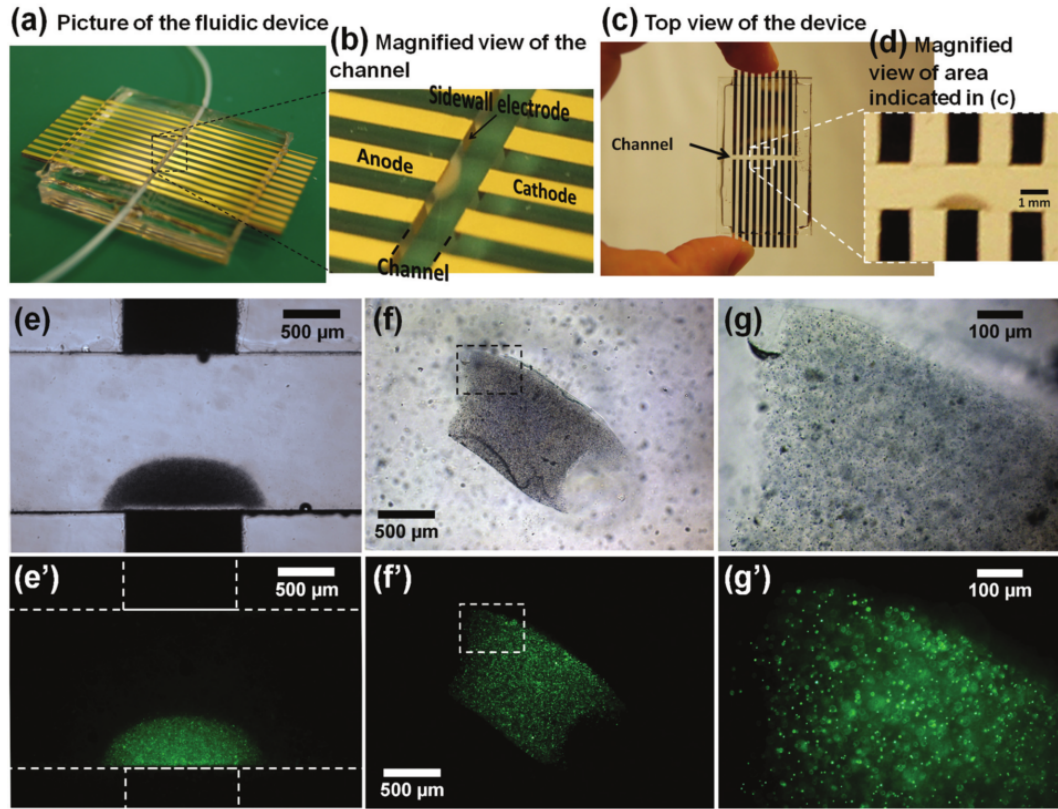 (a) Picture of the fluidic device
(b) Magnified view of the
channel
Sidewall electrode
Anode
Cathode
Channel
(c) Top view of the device
Channel
(d) Magnified
view of area
indicated in (c)
1 mm
(e)
500 µm
(f)
500 µm
(g)
100 µm
(e')
500 µm
(f')
500 µm
(g')
100 µm